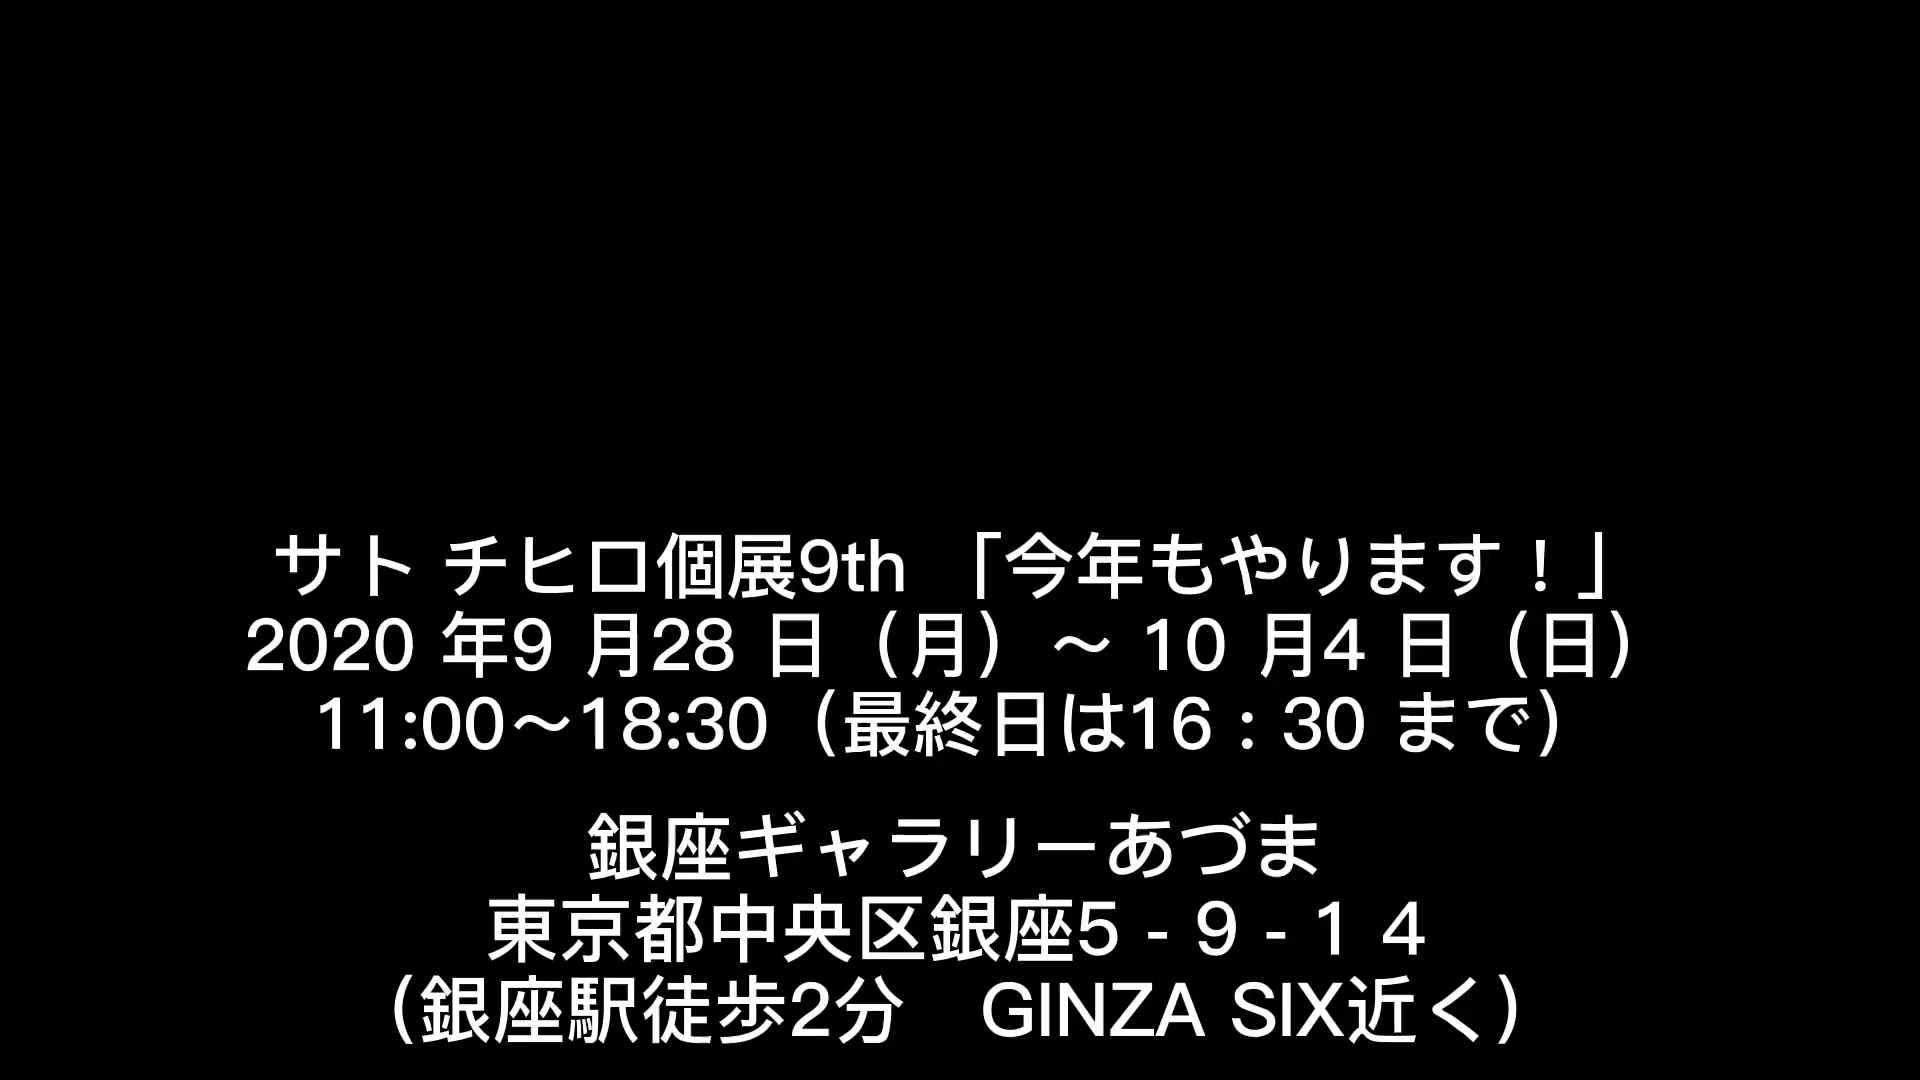 サト チヒロ個展9th 「今年もやります！」
2020 年9 月28 日（月）～ 10 月4 日（日）
11:00～18:30（最終日は16：30 まで）
銀座ギャラリーあづま
東京都中央区銀座5 - 9 - 1 4
（銀座駅徒歩2分　GINZA SIX近く）